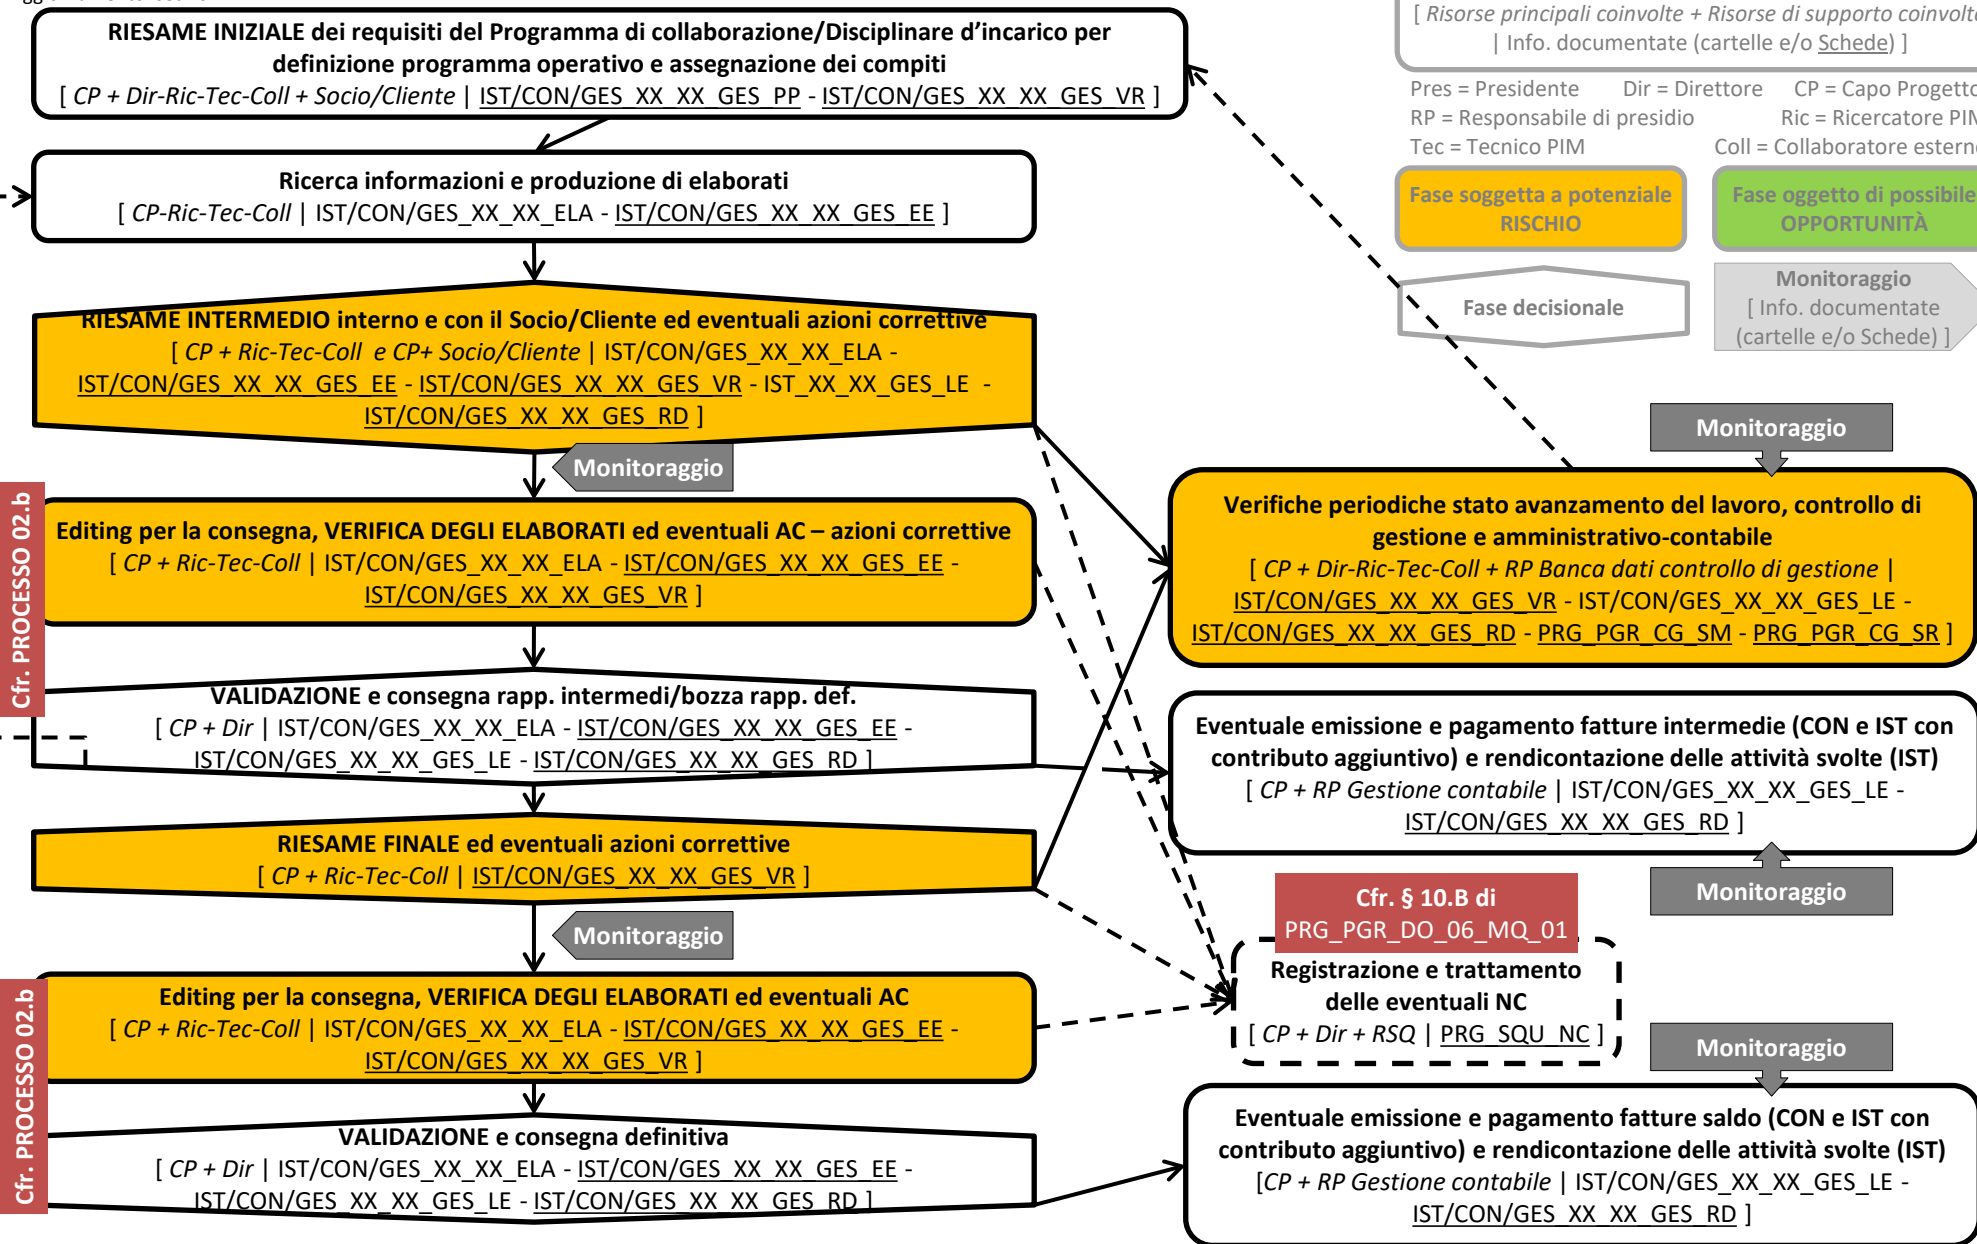 RIESAME INIZIALE dei requisiti del Programma di collaborazione/Disciplinare d'incarico per
definizione programma operativo e assegnazione dei compiti
[ CP + Dir-Ric-Tec-Coll + Socio/Cliente | IST/CON/GES_XX_XX_GES_PP - IST/CON/GES_XX_XX_GES_VR ]
Ricerca informazioni e produzione di elaborati
[ CP-Ric-Tec-Coll | IST/CON/GES_XX_XX_ELA - IST/CON/GES_XX_XX_GES_EE ]
RIESAME INTERMEDIO interno e con il Socio/Cliente ed eventuali azioni correttive
[ CP + Ric-Tec-Coll e CP+ Socio/Cliente | IST/CON/GES_XX_XX_ELA -
IST/CON/GES_XX_XX_GES_EE - IST/CON/GES_XX_XX_GES_VR - IST_XX_XX_GES_LE -
IST/CON/GES_XX_XX_GES_RD ]
Monitoraggio
Cfr. PROCESSO 02.b
Editing per la consegna, VERIFICA DEGLI ELABORATI ed eventuali AC – azioni correttive
[ CP + Ric-Tec-Coll | IST/CON/GES_XX_XX_ELA - IST/CON/GES_XX_XX_GES_EE -
IST/CON/GES_XX_XX_GES_VR ]
VALIDAZIONE e consegna rapp. intermedi/bozza rapp. def.
[ CP + Dir | IST/CON/GES_XX_XX_ELA - IST/CON/GES_XX_XX_GES_EE -
IST/CON/GES_XX_XX_GES_LE - IST/CON/GES_XX_XX_GES_RD ]
RIESAME FINALE ed eventuali azioni correttive
[ CP + Ric-Tec-Coll | IST/CON/GES_XX_XX_GES_VR ]
Monitoraggio
Cfr. PROCESSO 02.b
Editing per la consegna, VERIFICA DEGLI ELABORATI ed eventuali AC
[ CP + Ric-Tec-Coll | IST/CON/GES_XX_XX_ELA - IST/CON/GES_XX_XX_GES_EE -
IST/CON/GES_XX_XX_GES_VR ]
VALIDAZIONE e consegna definitiva
[ CP + Dir | IST/CON/GES_XX_XX_ELA - IST/CON/GES_XX_XX_GES_EE -
IST/CON/GES_XX_XX_GES_LE - IST/CON/GES_XX_XX_GES_RD ]
[ Risorse principali coinvolte + Risorse di supporto coinvolte
| Info. documentate (cartelle e/o Schede) ]
Pres = Presidente Dir = Direttore CP = Capo Progetto
RP = Responsabile di presidio Ric = Ricercatore PIM
Tec = Tecnico PIM Coll = Collaboratore esterno
Fase soggetta a potenziale
RISCHIO
Fase oggetto di possibile
OPPORTUNITÀ
Fase decisionale
Monitoraggio
[ Info. documentate
(cartelle e/o Schede) ]
Monitoraggio
Verifiche periodiche stato avanzamento del lavoro, controllo di
gestione e amministrativo-contabile
[ CP + Dir-Ric-Tec-Coll + RP Banca dati controllo di gestione |
IST/CON/GES_XX_XX_GES_VR - IST/CON/GES_XX_XX_GES_LE -
IST/CON/GES_XX_XX_GES_RD - PRG_PGR_CG_SM - PRG_PGR_CG_SR ]
Eventuale emissione e pagamento fatture intermedie (CON e IST con
contributo aggiuntivo) e rendicontazione delle attività svolte (IST)
[ CP + RP Gestione contabile | IST/CON/GES_XX_XX_GES_LE -
IST/CON/GES_XX_XX_GES_RD ]
Monitoraggio
Cfr. § 10.B di
PRG_PGR_DO_06_MQ_01
Registrazione e trattamento
delle eventuali NC
[ CP + Dir + RSQ | PRG_SQU_NC ]
Monitoraggio
Eventuale emissione e pagamento fatture saldo (CON e IST con
contributo aggiuntivo) e rendicontazione delle attività svolte (IST)
[CP + RP Gestione contabile | IST/CON/GES_XX_XX_GES_LE -
IST/CON/GES_XX_XX_GES_RD ]